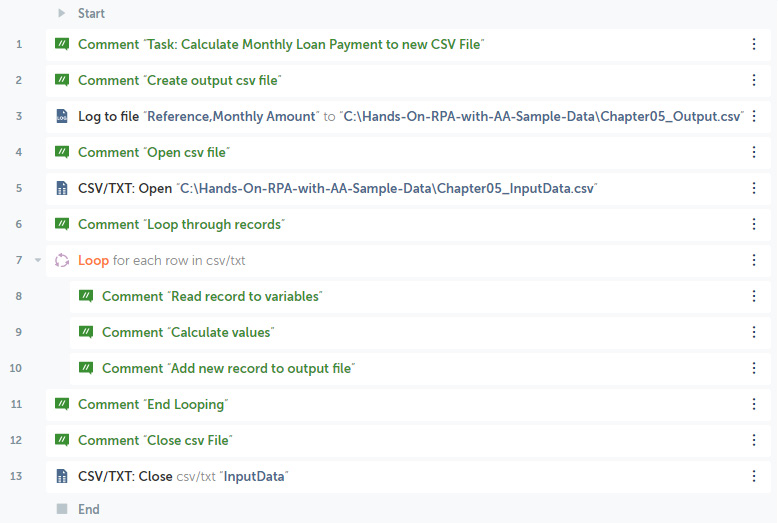 Start
1 Comment “Task: Calculate Monthly Loan Payment to new CSV File”
2 Comment “Create output csv file”
3 LOG Log to file “Reference,Monthly Amount” to “C:\Hands-On-RPA-with-AA-Sample-Data\Chapter05_Output.csv”
4 Comment “Open csv file”
5 CSV/TXT: Open “C:\Hands-On-RPA-with-AA-Sample-Data\Chapter05_InputData.csv”
6 Comment “Loop through records”
7 Loop for each row in csv/txt
8 Comment “Read record to variables”
9 Comment “Calculate values”
10 Comment “Add new record to output file”
11 Comment “End Looping”
12 Comment “Close csv File”
13 CSV/TXT: Close csv/txt “InputData”
End